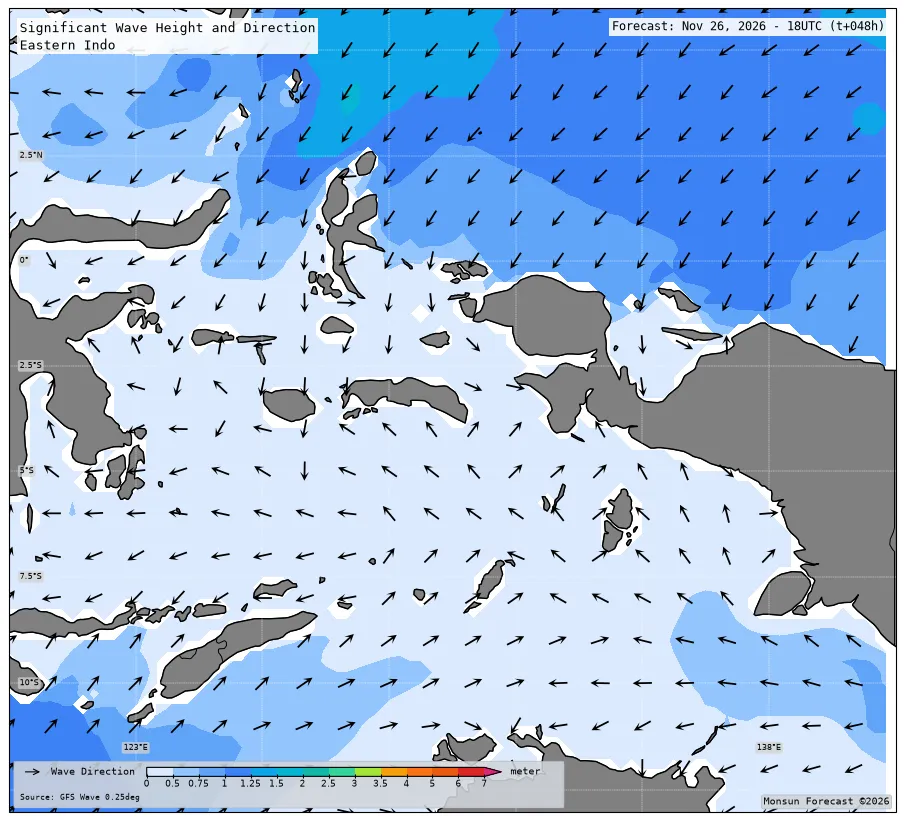 Significant Wave Height and Direction
Eastern Indo
Forecast: Nov 26, 2026 - 18UTC (t+048h)
2.5°N
0°
2.5°S
5°S
7.5°S
10°S
123°E
138°E
Wave Direction
meter
0 0.5 0.75 1 1.25 1.5 2 2.5 3 3.5 4 5 6 7
Source: GFS Wave 0.25deg
Monsun Forecast ©2026